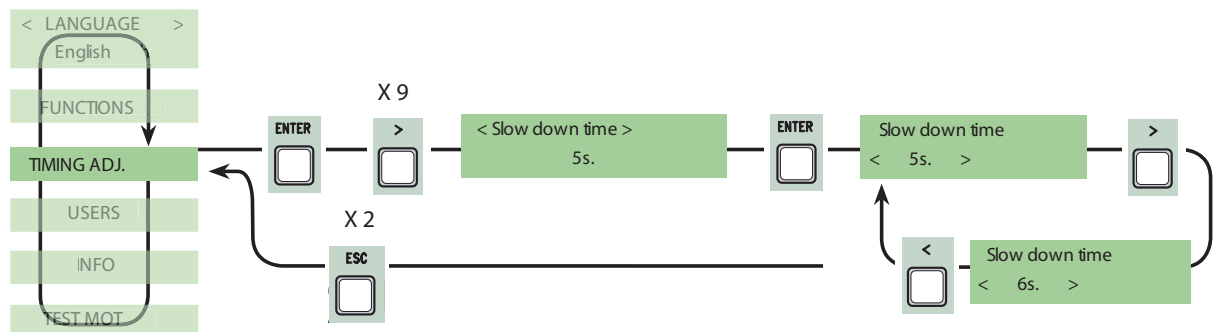 < LANGUAGE >
English
FUNCTIONS
TIMING ADJ.
USERS
INFO
TEST MOT
ENTER
X 9
>
< Slow down time >
5s.
ENTER
Slow down time
< 5s. >
>
<
Slow down time
< 6s. >
X 2
ESC